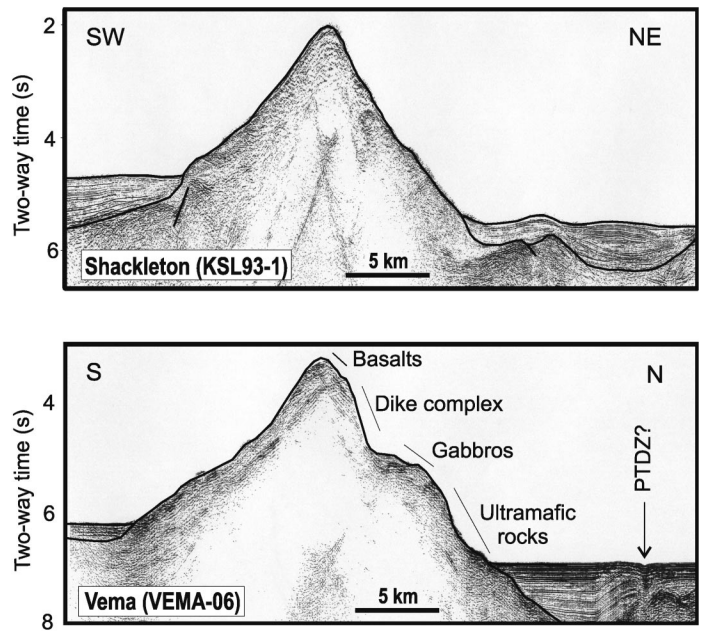 2
SW
NE
4
Two-way time (s)
6
Shackleton (KSL93-1)
5 km
S
N
Basalts
4
Dike complex
Two-way time (s)
Gabbros
PTDZ?
6
Ultramafic
rocks
Vema (VEMA-06)
5 km
8